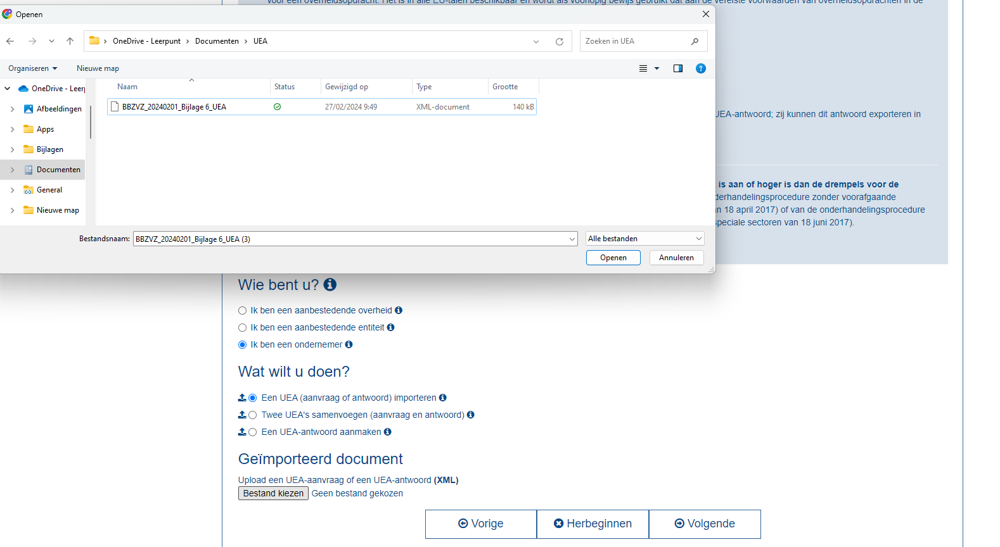 voor een overheidsopdracht. Het is in alle EU-talen beschikbaar en wordt als voorlopig bewijs gebruikt dat aan de vereiste voorwaarden van overheidsopdrachten in de
Openen
OneDrive - Leerpunt > Documenten > UEA
Zoeken in UEA
Organiseren
Nieuwe map
Naam
Status
Gewijzigd op
Type
Grootte
BBZVZ_20240201_Bijlage 6_UEA
27/02/2024 9:49
XML-document
140 kB
OneDrive - Leerp
Afbeeldingen
Apps
Bijlagen
Documenten
General
Nieuwe map
Bestandsnaam:
BBZVZ_20240201_Bijlage 6_UEA (3)
Alle bestanden
Openen
Annuleren
UEA-antwoord; zij kunnen dit antwoord exporteren in
is aan of hoger is dan de drempels voor de
derhandelingsprocedure zonder voorafgaande
n 18 april 2017) of van de onderhandelingsprocedure
speciale sectoren van 18 juni 2017).
Wie bent u?
Ik ben een aanbestedende overheid
Ik ben een aanbestedende entiteit
Ik ben een ondernemer
Wat wilt u doen?
Een UEA (aanvraag of antwoord) importeren
Twee UEA's samenvoegen (aanvraag en antwoord)
Een UEA-antwoord aanmaken
Geïmporteerd document
Upload een UEA-aanvraag of een UEA-antwoord (XML)
Bestand kiezen Geen bestand gekozen
Vorige
Herbeginnen
Volgende